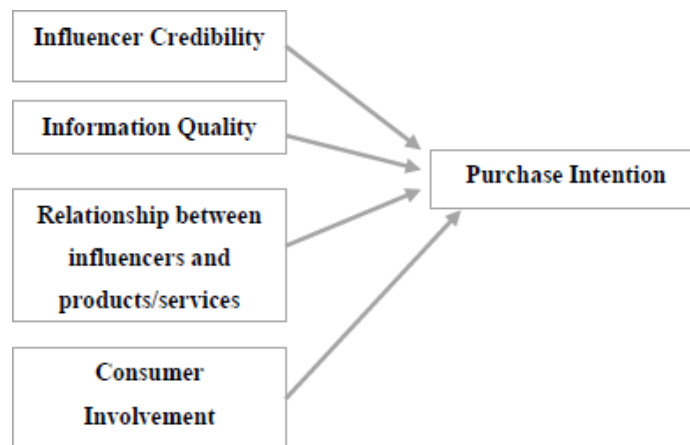 Influencer Credibility
Information Quality
Relationship between
influencers and
products/services
Consumer
Involvement
Purchase Intention